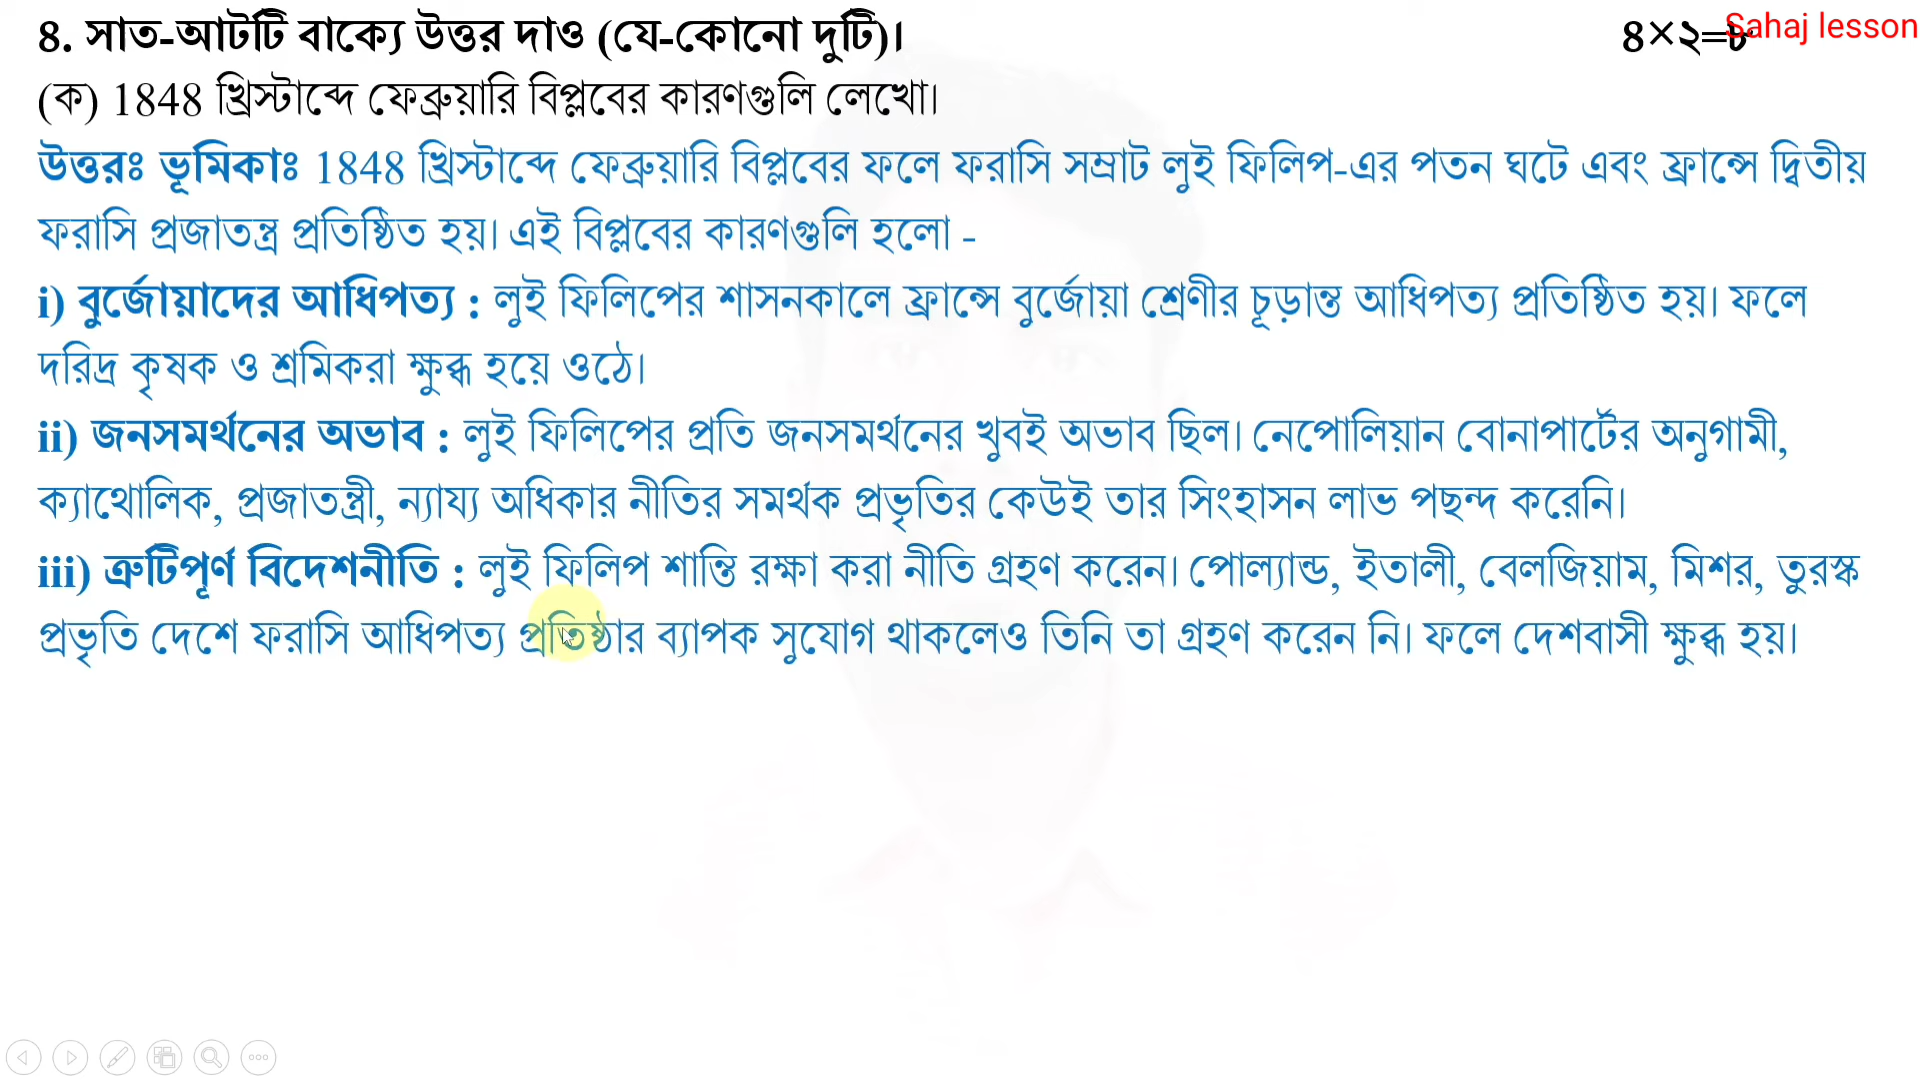 8. সাত-আটটি বাক্যে উত্তর দাও (যে-কোনো দুটি)। ৪×২=৮
Sahaj lesson
(ক) 1848 খ্রিস্টাব্দে ফেব্রুয়ারি বিপ্লবের কারণগুলি লেখো।
উত্তরঃ ভূমিকাঃ 1848 খ্রিস্টাব্দে ফেব্রুয়ারি বিপ্লবের ফলে ফরাসি সম্রাট লুই ফিলিপ-এর পতন ঘটে এবং ফ্রান্সে দ্বিতীয়
ফরাসি প্রজাতন্ত্র প্রতিষ্ঠিত হয়। এই বিপ্লবের কারণগুলি হলো -
i) বুর্জোয়াদের আধিপত্য : লুই ফিলিপের শাসনকালে ফ্রান্সে বুর্জোয়া শ্রেণীর চূড়ান্ত আধিপত্য প্রতিষ্ঠিত হয়। ফলে
দরিদ্র কৃষক ও শ্রমিকরা ক্ষুব্ধ হয়ে ওঠে।
ii) জনসমর্থনের অভাব : লুই ফিলিপের প্রতি জনসমর্থনের খুবই অভাব ছিল। নেপোলিয়ান বোনাপার্টের অনুগামী,
ক্যাথোলিক, প্রজাতন্ত্রী, ন্যায্য অধিকার নীতির সমর্থক প্রভৃতির কেউই তার সিংহাসন লাভ পছন্দ করেনি।
iii) ত্রুটিপূর্ণ বিদেশনীতি : লুই ফিলিপ শান্তি রক্ষা করা নীতি গ্রহণ করেন। পোল্যান্ড, ইতালী, বেলজিয়াম, মিশর, তুরস্ক
প্রভৃতি দেশে ফরাসি আধিপত্য প্রতিষ্ঠার ব্যাপক সুযোগ থাকলেও তিনি তা গ্রহণ করেন নি। ফলে দেশবাসী ক্ষুব্ধ হয়।